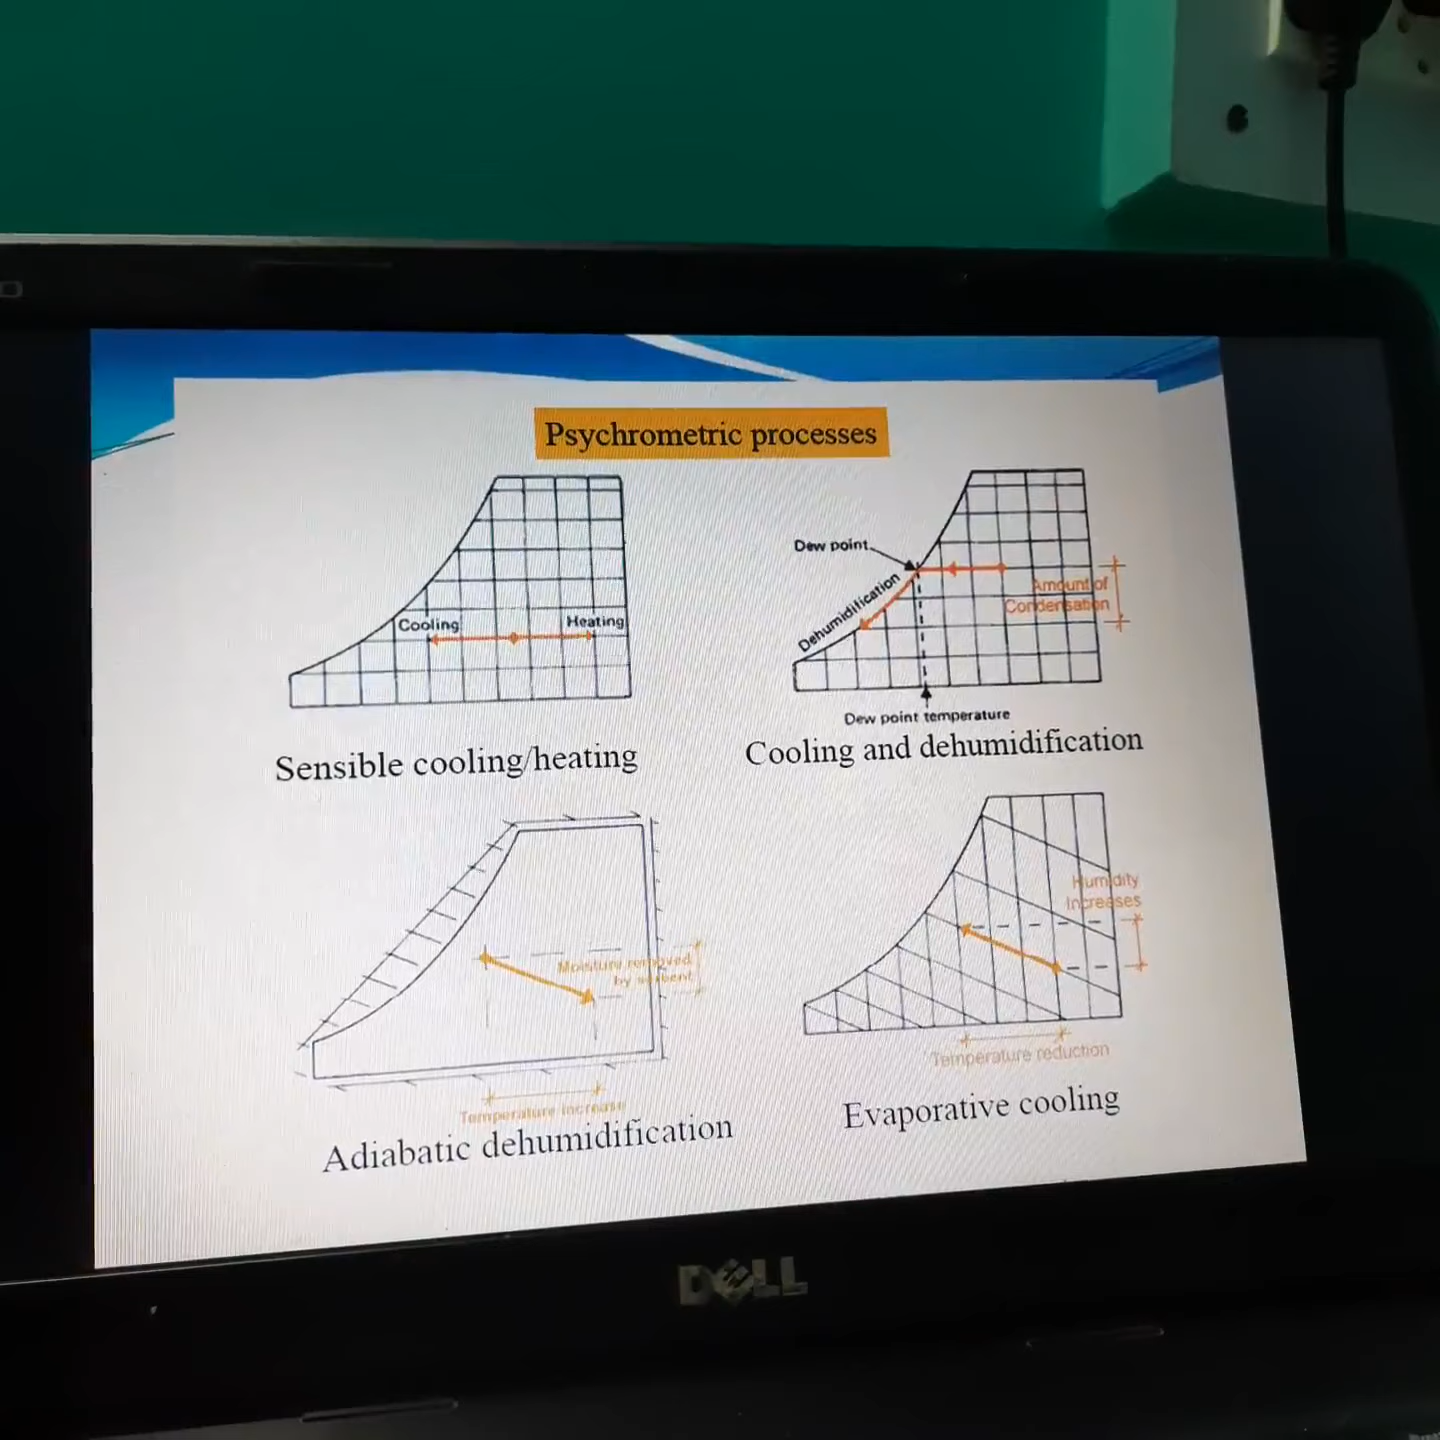 Psychrometric processes
Cooling
Heating
Sensible cooling/heating
Dew point
Dehumidification
Amount of
Condensation
Dew point temperature
Cooling and dehumidification
Moisture removed
by
Temperature increase
Adiabatic dehumidification
Humidity
Increases
Temperature reduction
Evaporative cooling
DELL